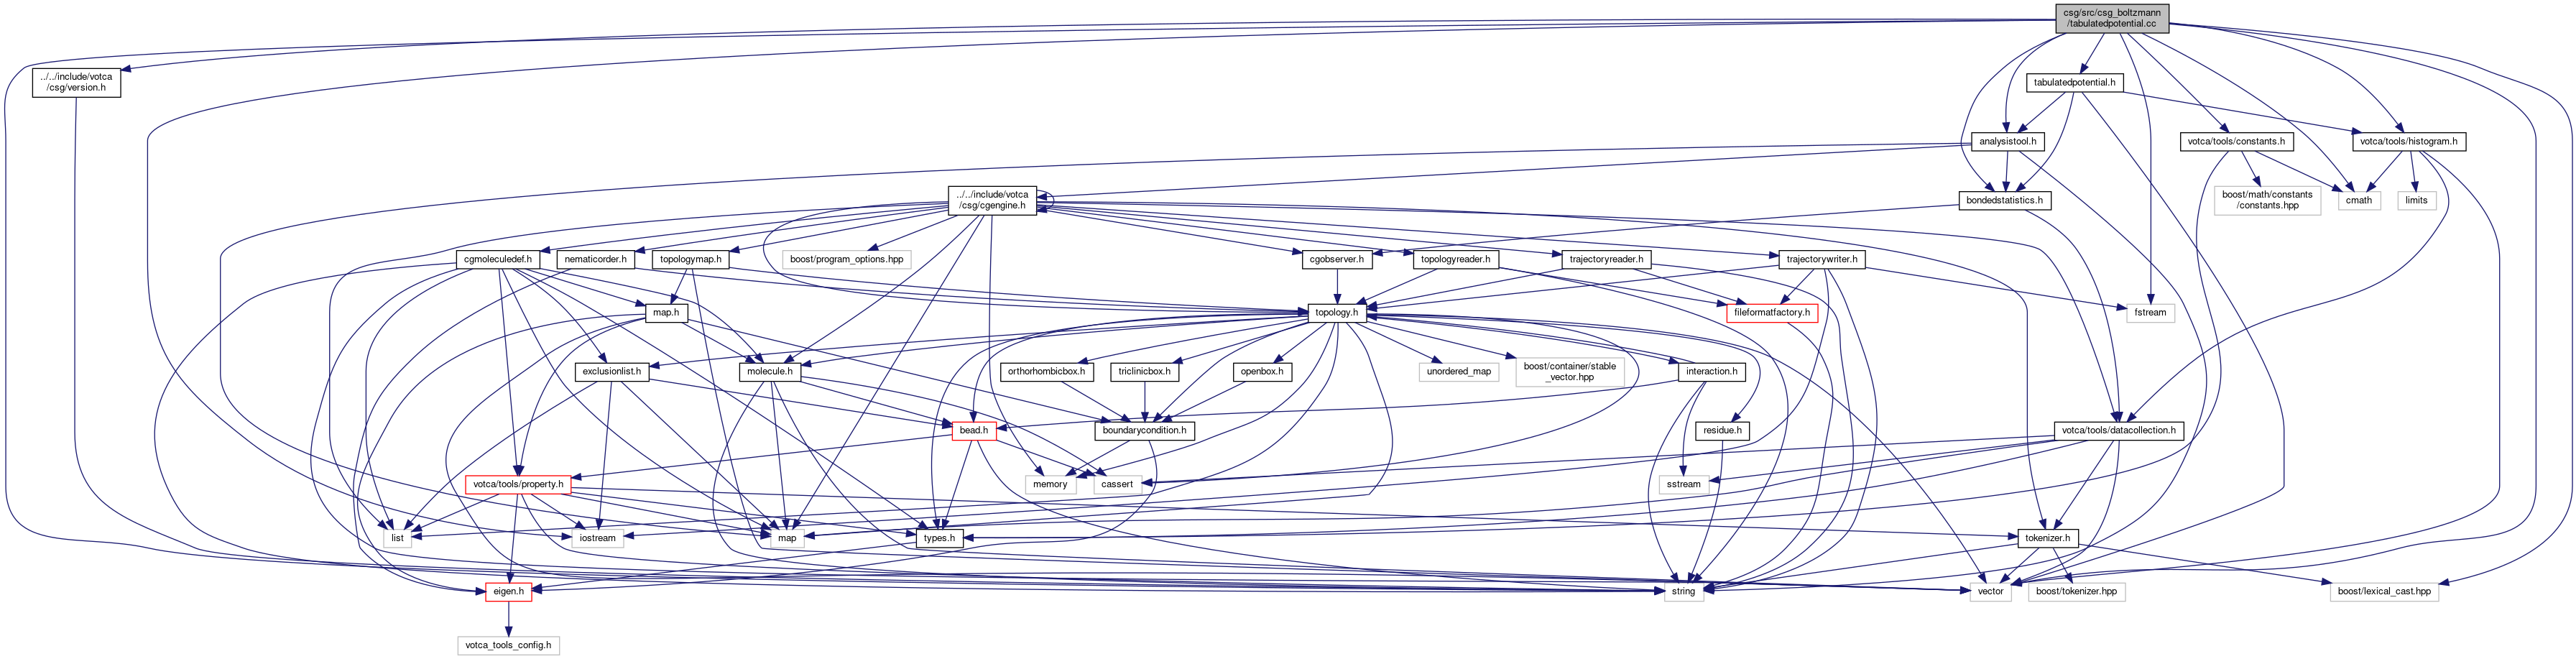 csg/src/csg_boltzmann
/tabulatedpotential.cc
../../include/votca
/csg/version.h
tabulatedpotential.h
analysistool.h
votca/tools/constants.h
votca/tools/histogram.h
../../include/votca
/csg/cgengine.h
bondedstatistics.h
boost/math/constants
/constants.hpp
cmath
limits
cgmoleculedef.h
nematicorder.h
topologymap.h
boost/program_options.hpp
cgobserver.h
topologyreader.h
trajectoryreader.h
trajectorywriter.h
map.h
topology.h
fileformatfactory.h
fstream
exclusionlist.h
molecule.h
orthorhombicbox.h
triclinicbox.h
openbox.h
unordered_map
boost/container/stable
_vector.hpp
interaction.h
bead.h
boundarycondition.h
residue.h
votca/tools/datacollection.h
votca/tools/property.h
memory
cassert
sstream
list
iostream
map
types.h
tokenizer.h
eigen.h
string
vector
boost/tokenizer.hpp
boost/lexical_cast.hpp
votca_tools_config.h